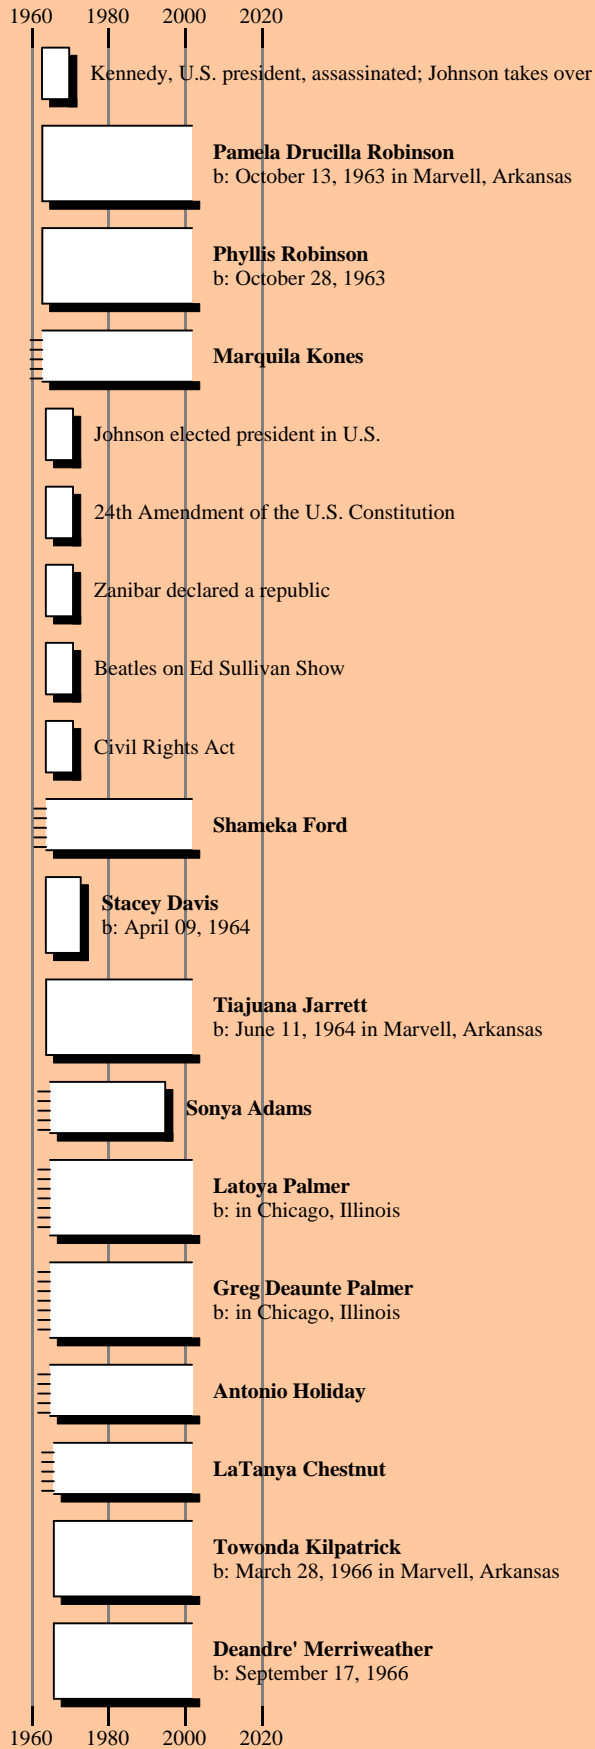 1960 1980 2000 2020
Kennedy, U.S. president, assassinated; Johnson takes over
Pamela Drucilla Robinson
b: October 13, 1963 in Marvell, Arkansas
Phyllis Robinson
b: October 28, 1963
Marquila Kones
Johnson elected president in U.S.
24th Amendment of the U.S. Constitution
Zanibar declared a republic
Beatles on Ed Sullivan Show
Civil Rights Act
Shameka Ford
Stacey Davis
b: April 09, 1964
Tiajuana Jarrett
b: June 11, 1964 in Marvell, Arkansas
Sonya Adams
Latoya Palmer
b: in Chicago, Illinois
Greg Deaunte Palmer
b: in Chicago, Illinois
Antonio Holiday
LaTanya Chestnut
Towonda Kilpatrick
b: March 28, 1966 in Marvell, Arkansas
Deandre' Merriweather
b: September 17, 1966
1960 1980 2000 2020